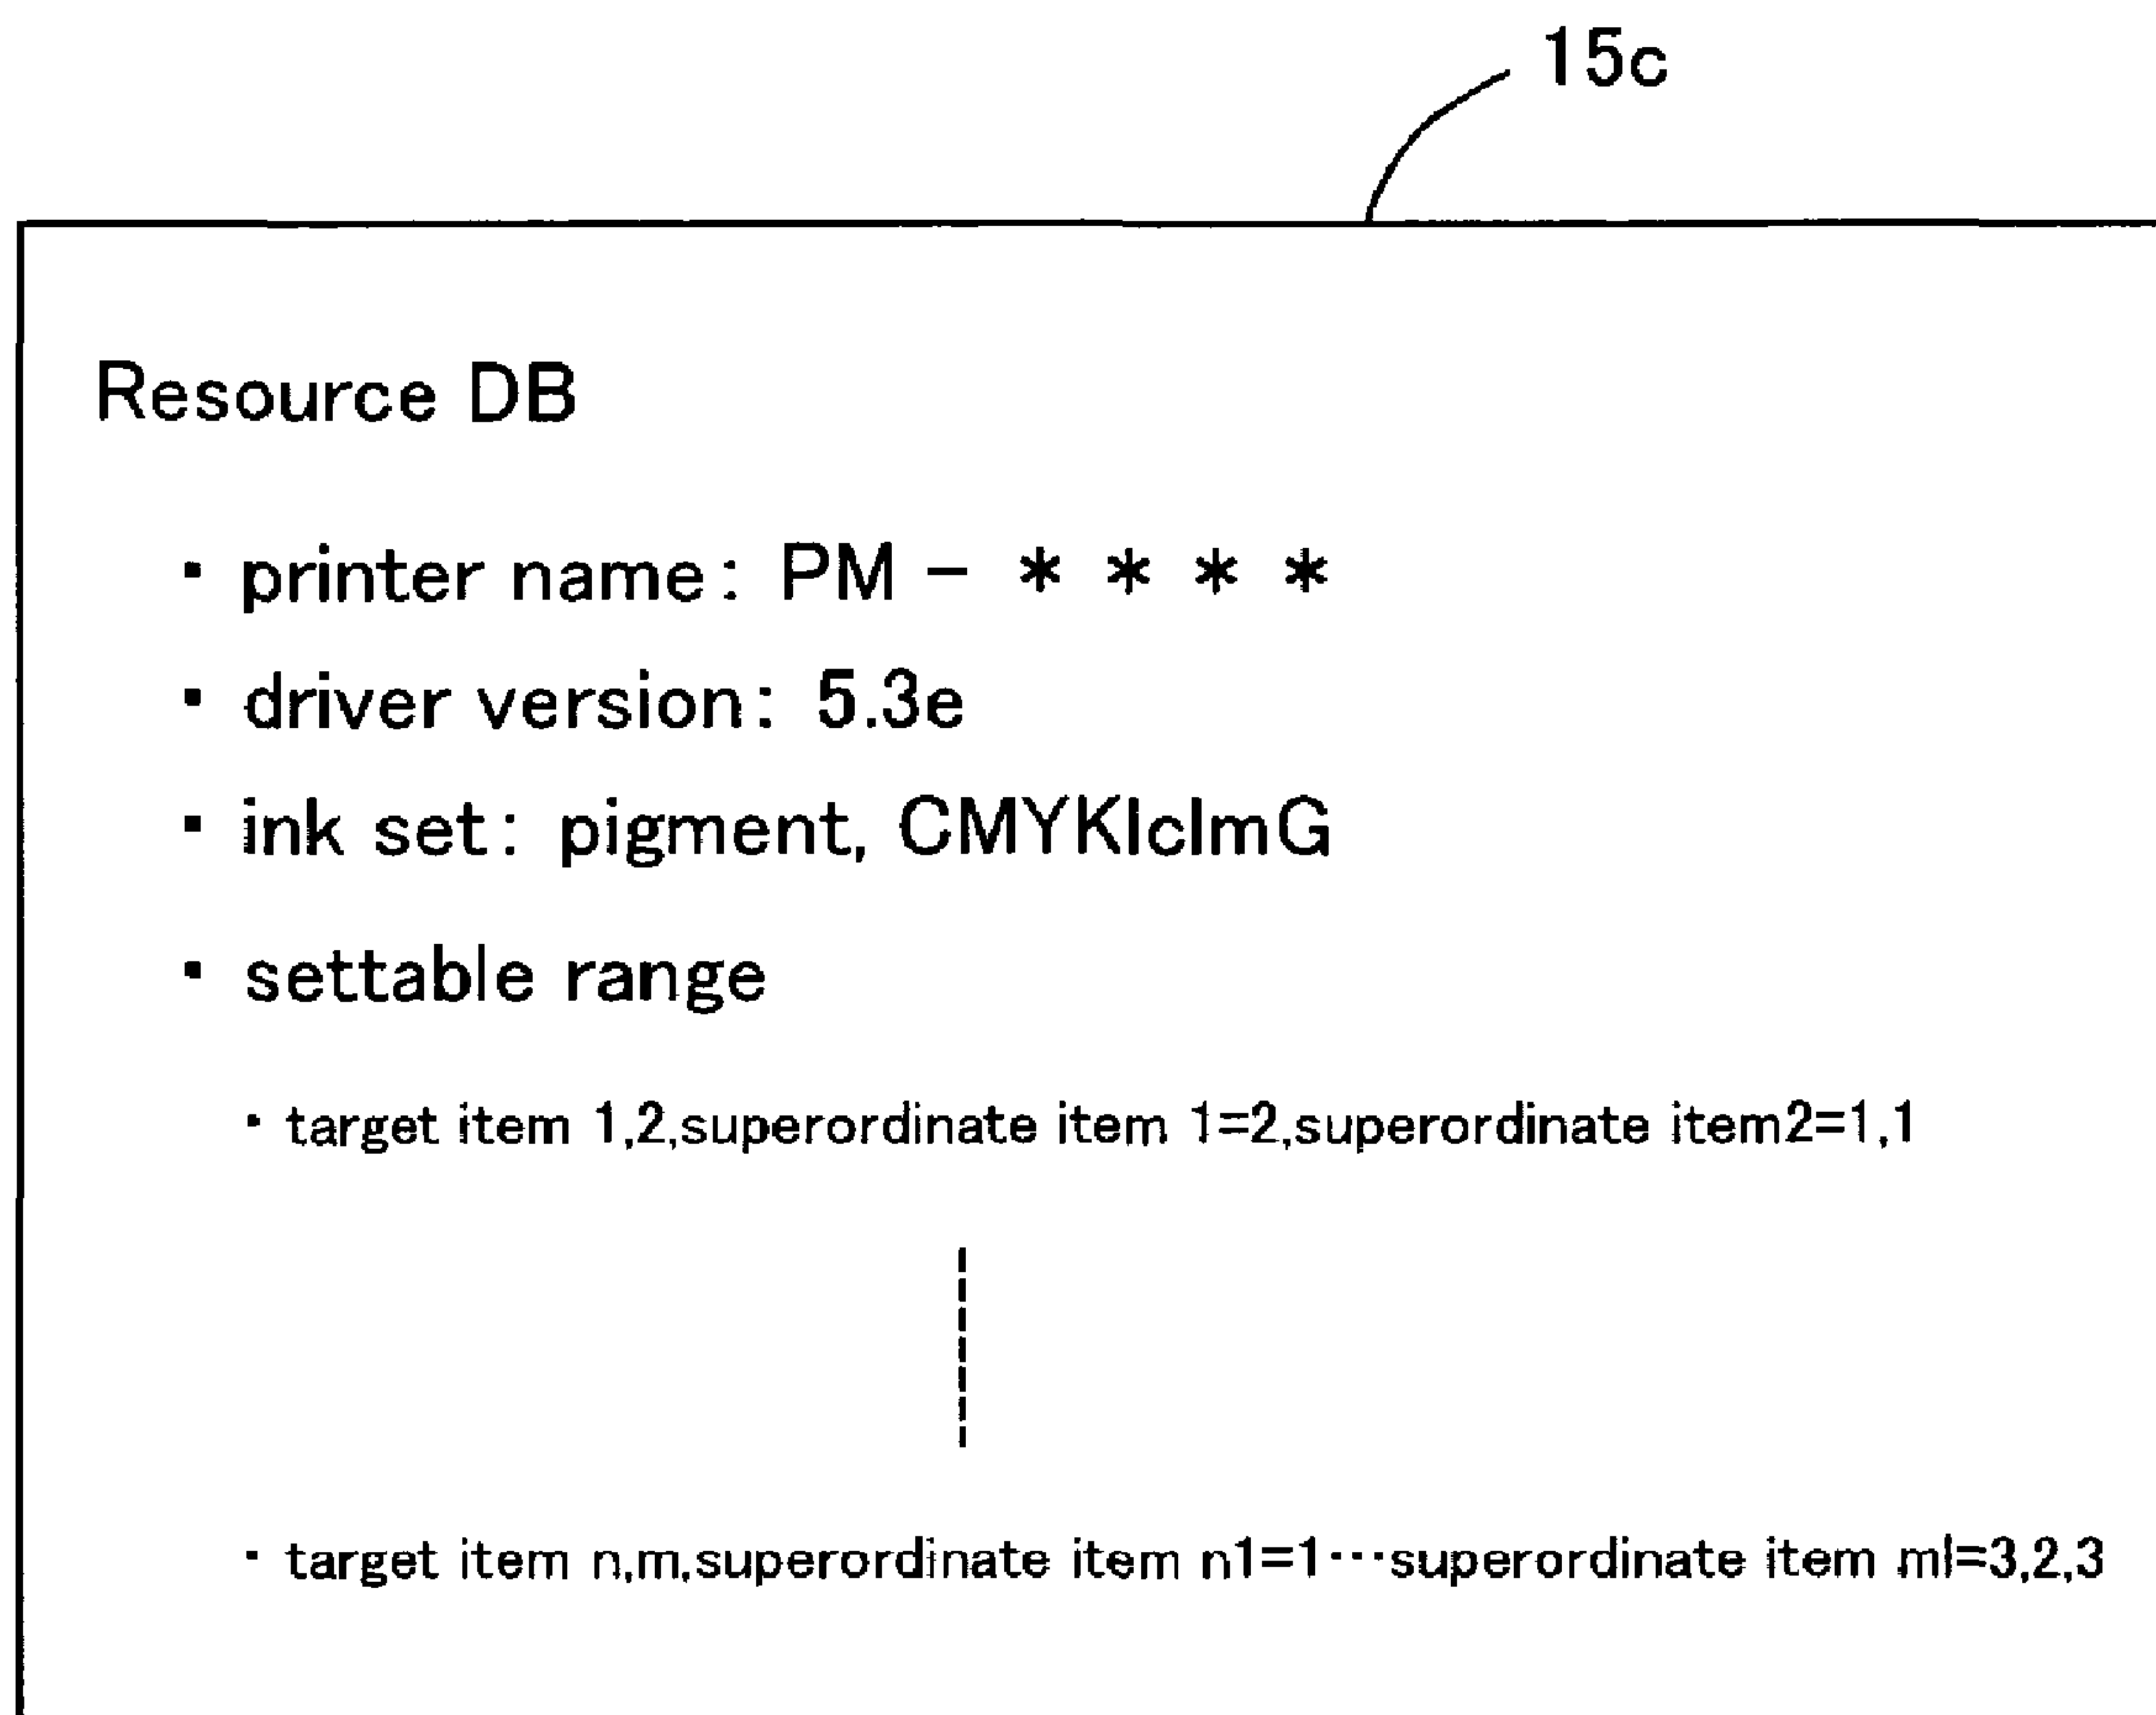 15c
Resource DB
・ printer name: PM - * * * *
・ driver version: 5.3e
・ ink set: pigment, CMYKlclmG
・ settable range
・ target item 1,2,superordinate item 1=2,superordinate item2=1,1
・ target item n,m,superordinate item n1=1···superordinate item ml=3,2,3